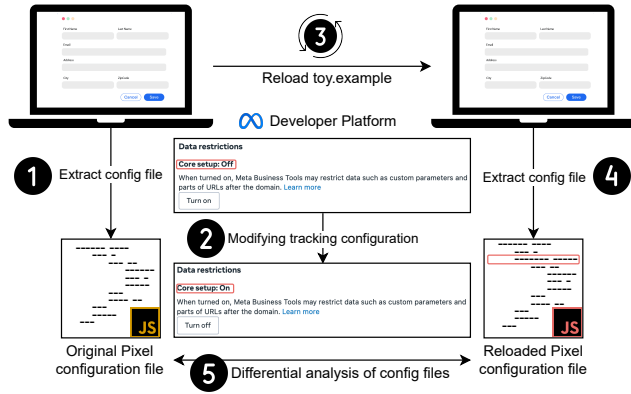 First Name
Last Name
Email
Address
City
Zipcode
Cancel
Save
3
Reload toy.example
First Name
Last Name
Email
Address
City
Zipcode
Cancel
Save
Developer Platform
1
Extract config file
Data restrictions
Core setup: Off
When turned on, Meta Business Tools may restrict data such as custom parameters and
parts of URLs after the domain. Learn more
Turn on
Extract config file
4
2
Modifying tracking configuration
Data restrictions
Core setup: On
When turned on, Meta Business Tools may restrict data such as custom parameters and
parts of URLs after the domain. Learn more
Turn off
JS
JS
Original Pixel
configuration file
Reloaded Pixel
configuration file
5
Differential analysis of config files